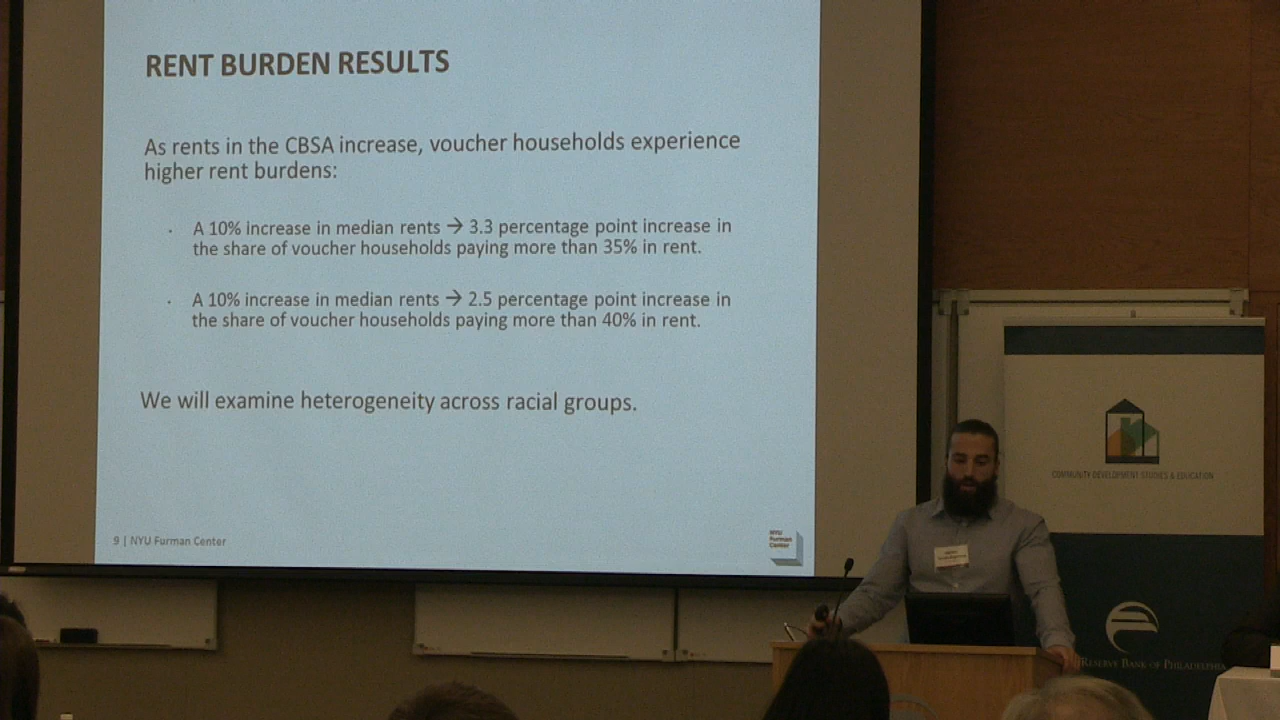 RENT BURDEN RESULTS
As rents in the CBSA increase, voucher households experience
higher rent burdens:
· A 10% increase in median rents → 3.3 percentage point increase in
the share of voucher households paying more than 35% in rent.
· A 10% increase in median rents → 2.5 percentage point increase in
the share of voucher households paying more than 40% in rent.
We will examine heterogeneity across racial groups.
9 | NYU Furman Center
NYU
Furman
Center
COMMUNITY DEVELOPMENT STUDIES & EDUCATION
RESERVE BANK OF PHILADELPHIA